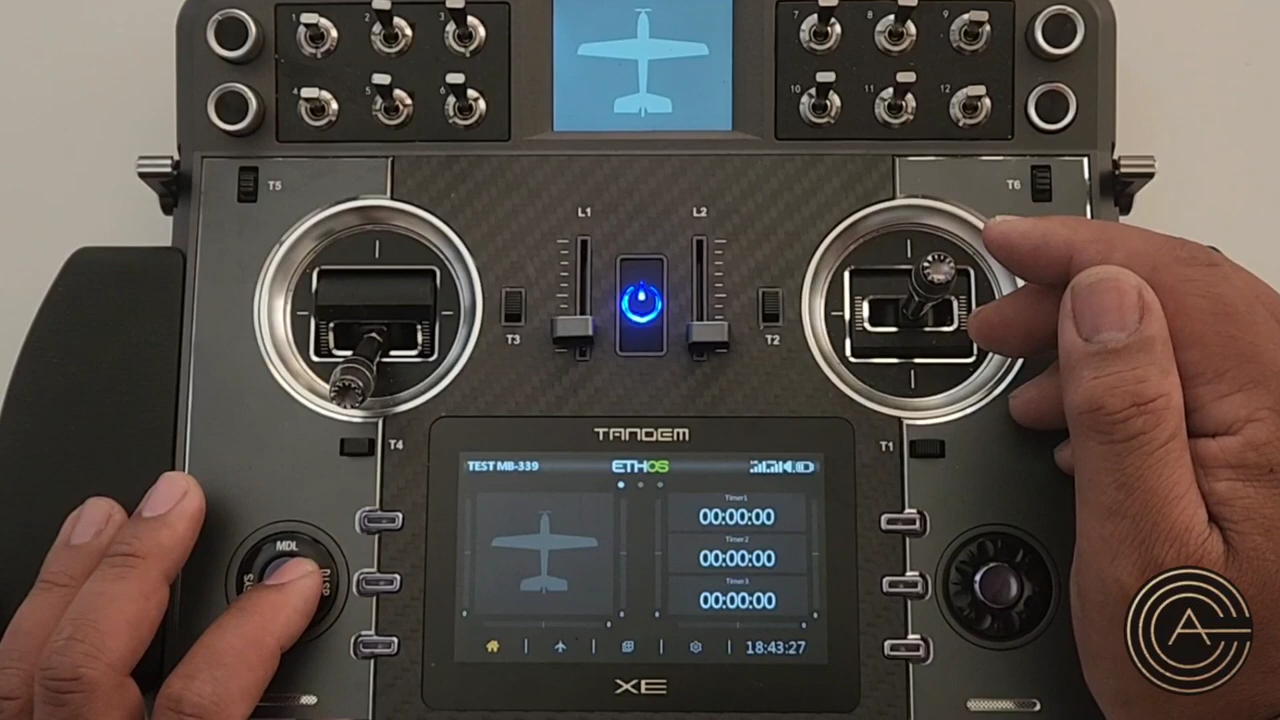 1 2 3
7 8 9
4 5 6
10 11 12
T5
T6
L1
L2
T3
T2
T4
T1
TANDEM
TEST MB-339
ETHOS
Timer1
00:00:00
Timer2
00:00:00
Timer3
00:00:00
18:43:27
XE
MDL
SYS
DISP